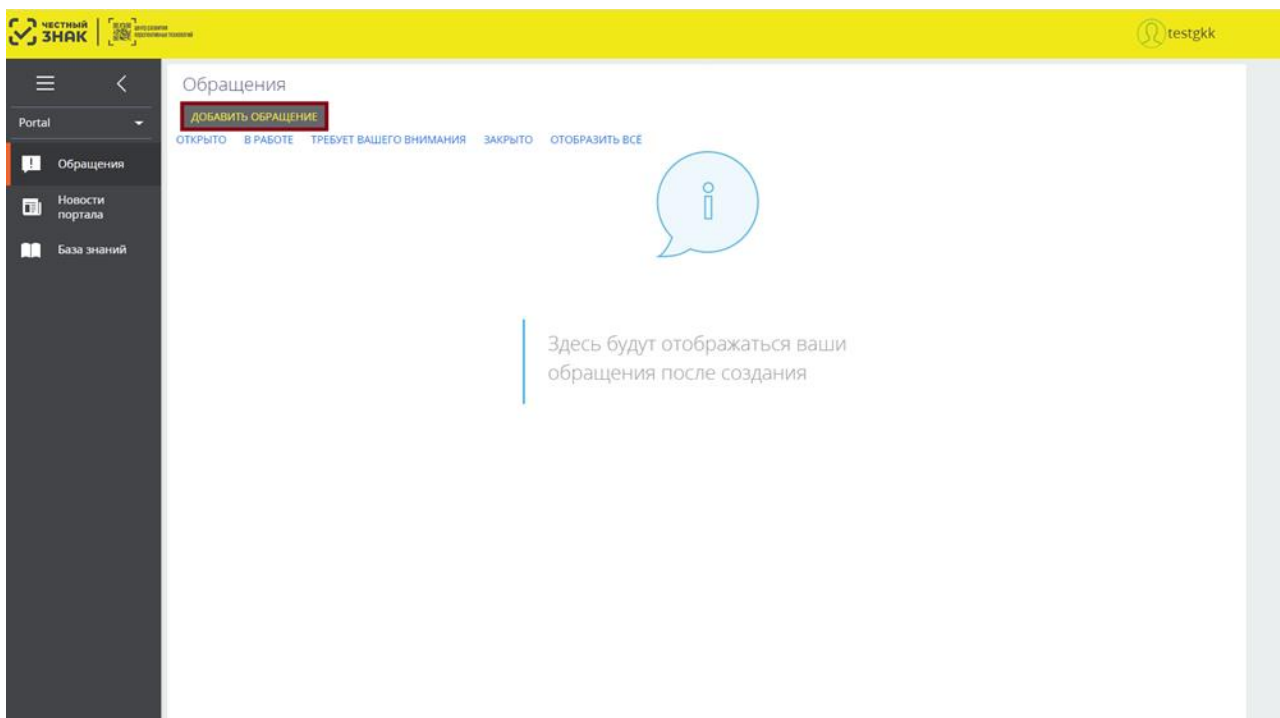 ЧЕСТНЫЙ
ЗНАК
testgkk
Portal
Обращения
Новости
портала
База знаний
Обращения
ДОБАВИТЬ ОБРАЩЕНИЕ
ОТКРЫТО В РАБОТЕ ТРЕБУЕТ ВАШЕГО ВНИМАНИЯ ЗАКРЫТО ОТОБРАЗИТЬ ВСЁ
Здесь будут отображаться ваши
обращения после создания